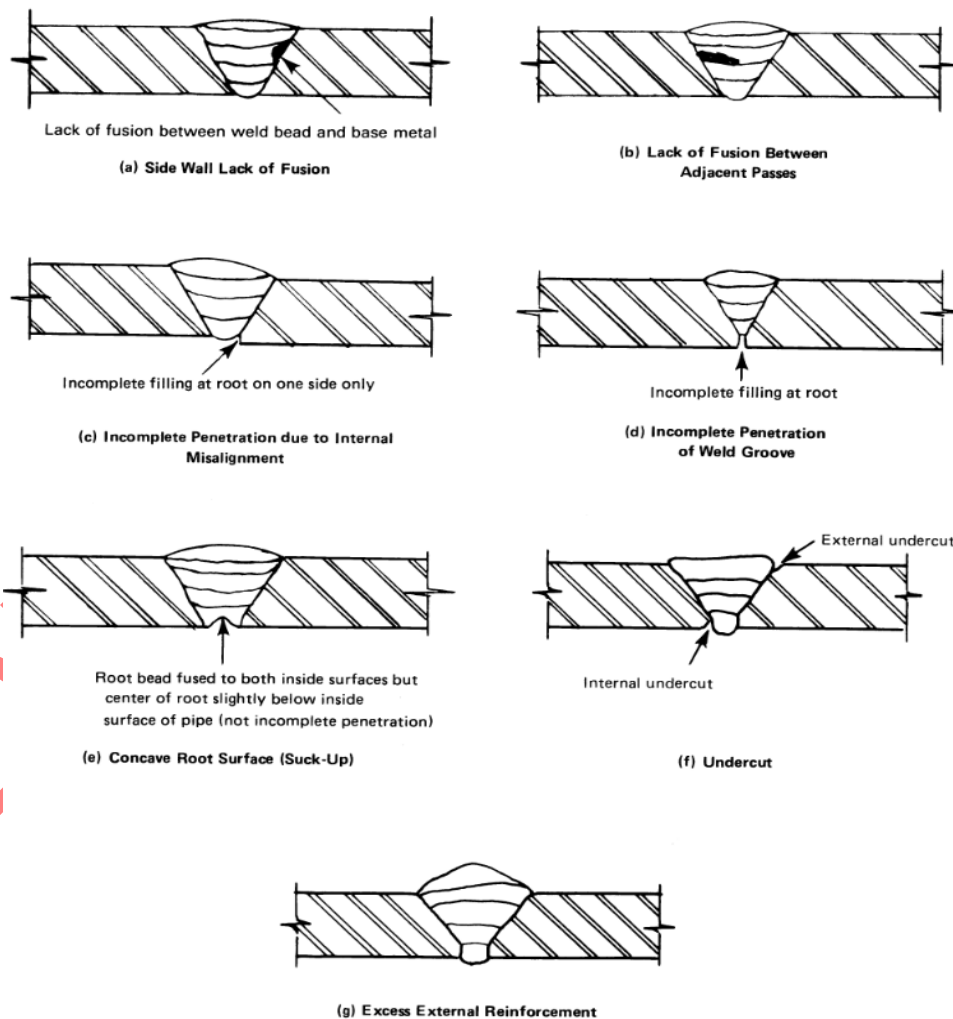 Lack of fusion between weld bead and base metal
(a) Side Wall Lack of Fusion
(b) Lack of Fusion Between
Adjacent Passes
Incomplete filling at root on one side only
(c) Incomplete Penetration due to Internal
Misalignment
Incomplete filling at root
(d) Incomplete Penetration
of Weld Groove
Root bead fused to both inside surfaces but
center of root slightly below inside
surface of pipe (not incomplete penetration)
(e) Concave Root Surface (Suck-Up)
External undercut
Internal undercut
(f) Undercut
(g) Excess External Reinforcement